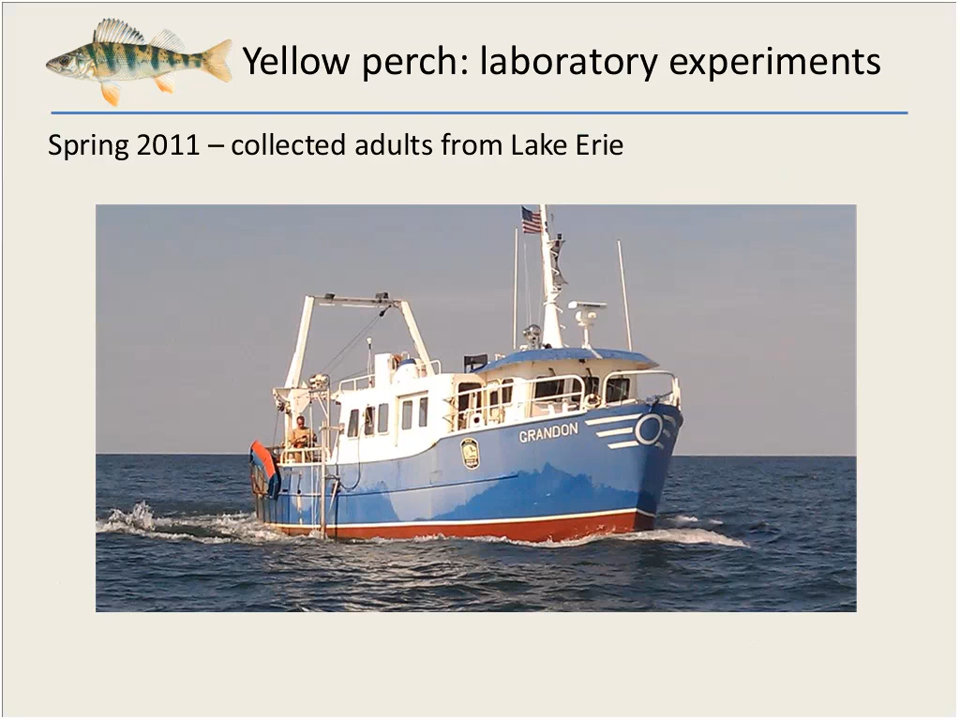 Yellow perch: laboratory experiments
Spring 2011 – collected adults from Lake Erie
GRANDON